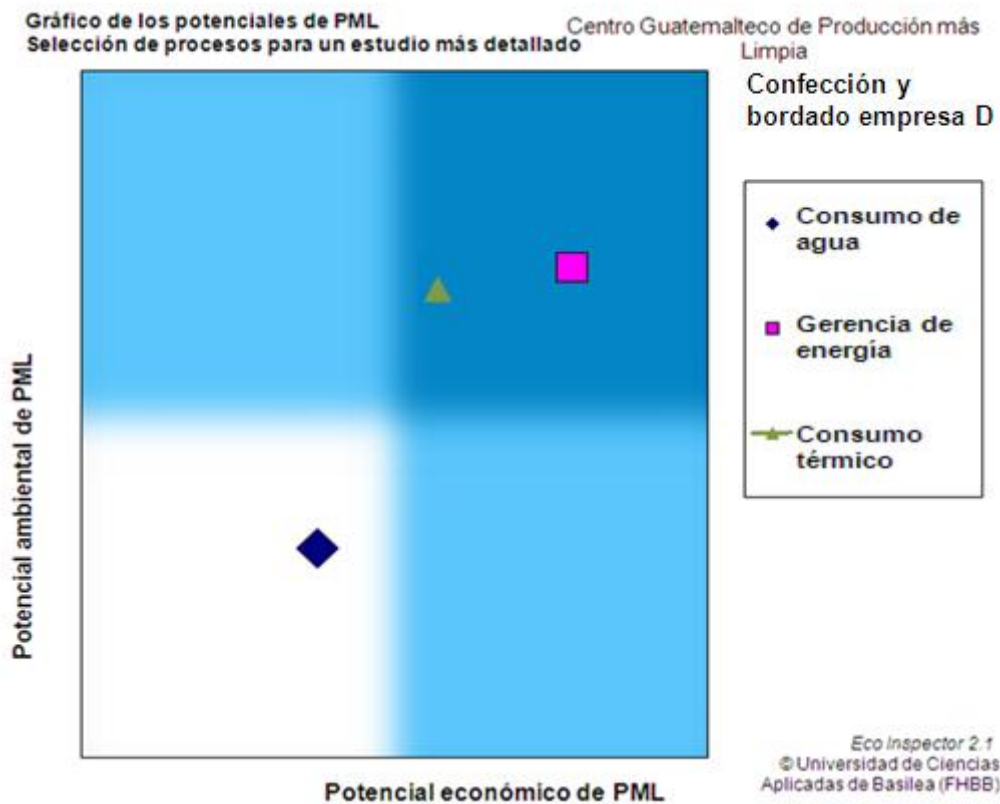 Gráfico de los potenciales de PML
Selección de procesos para un estudio más detallado
Centro Guatemalteco de Producción más
Limpia
Confección y
bordado empresa D
Consumo de
agua
Gerencia de
energía
Consumo
térmico
Potencial ambiental de PML
Potencial económico de PML
Eco Inspector 2.1
© Universidad de Ciencias
Aplicadas de Basilea (FHBB)